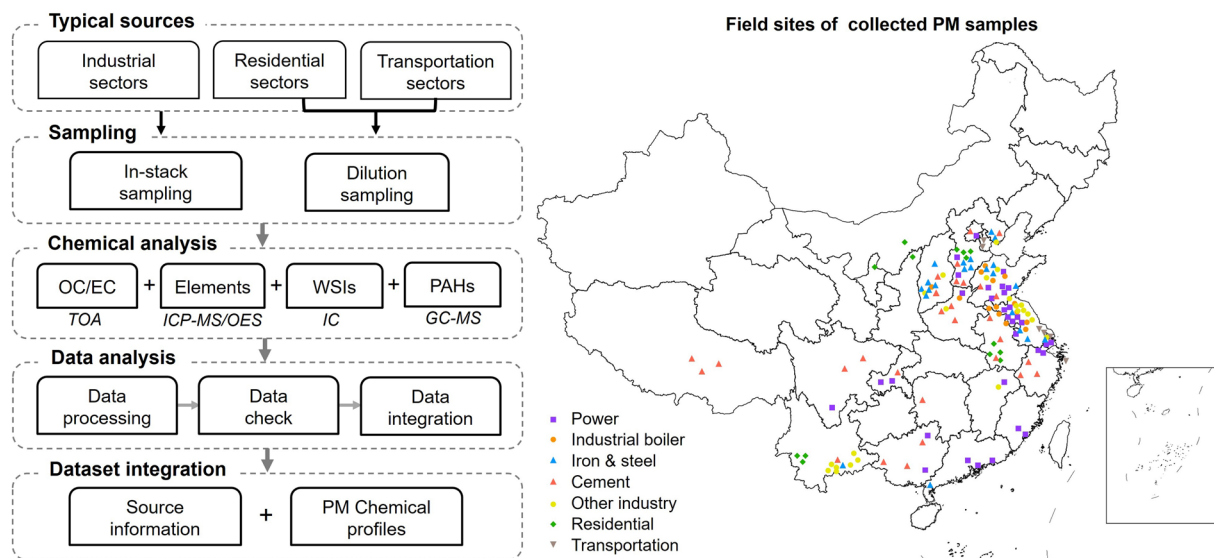 Typical sources
Industrial
sectors
Residential
sectors
Transportation
sectors
Sampling
In-stack
sampling
Dilution
sampling
Chemical analysis
OC/EC
+
Elements
+
WSIs
+
PAHs
TOA
ICP-MS/OES
IC
GC-MS
Data analysis
Data
processing
Data
check
Data
integration
Dataset integration
Source
information
+
PM Chemical
profiles
Field sites of collected PM samples
Power
Industrial boiler
Iron & steel
Cement
Other industry
Residential
Transportation